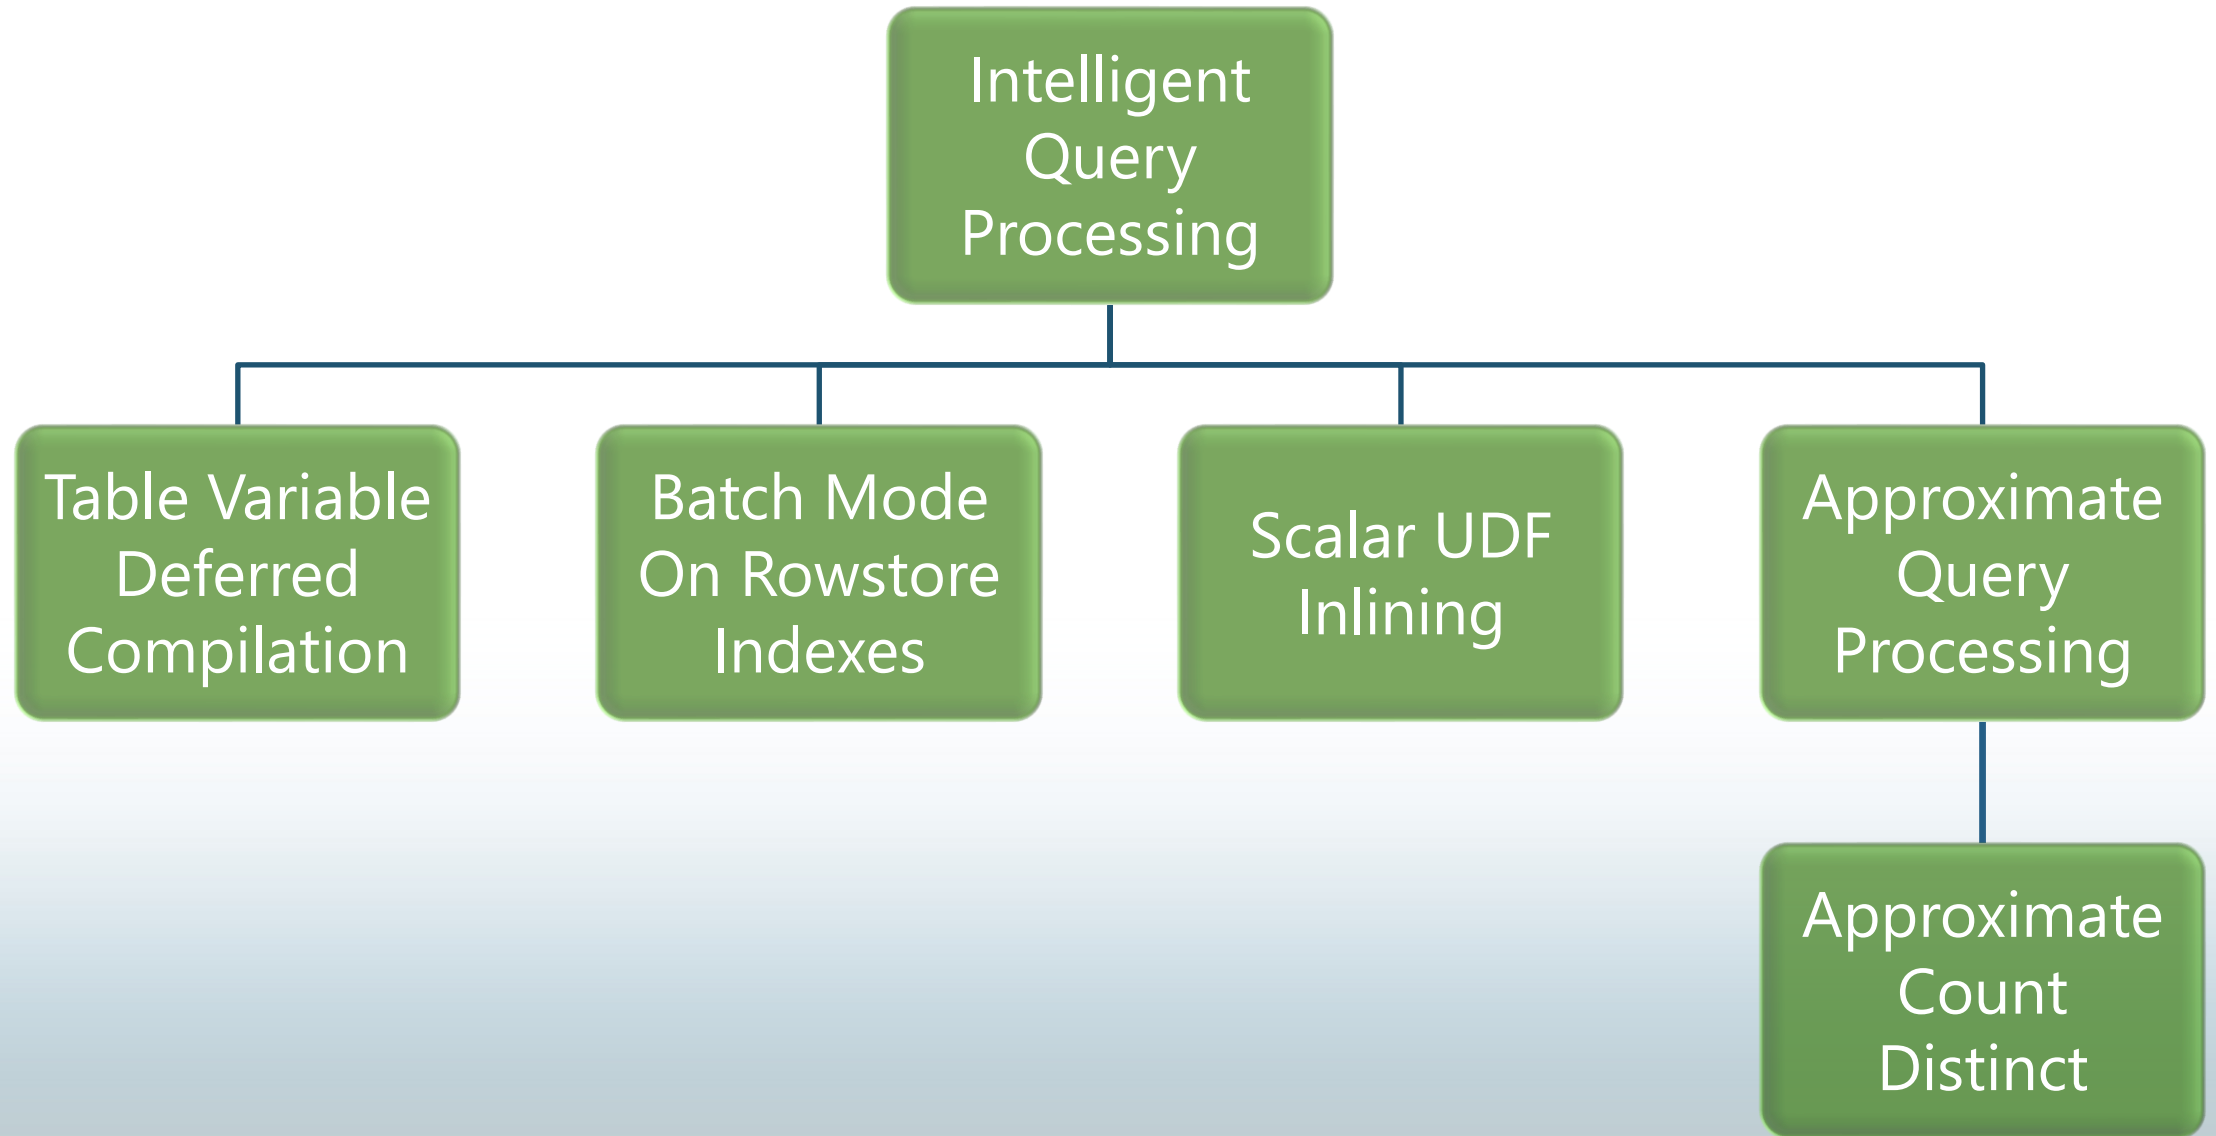 Intelligent
Query
Processing
Table Variable
Deferred
Compilation
Batch Mode
On Rowstore
Indexes
Scalar UDF
Inlining
Approximate
Query
Processing
Approximate
Count
Distinct